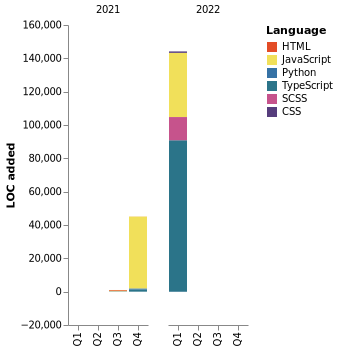 2021
2022
160,000
140,000
120,000
100,000
80,000
60,000
40,000
20,000
0
−20,000
LOC added
Q1
Q2
Q3
Q4
Q1
Q2
Q3
Q4
Language
HTML
JavaScript
Python
TypeScript
SCSS
CSS